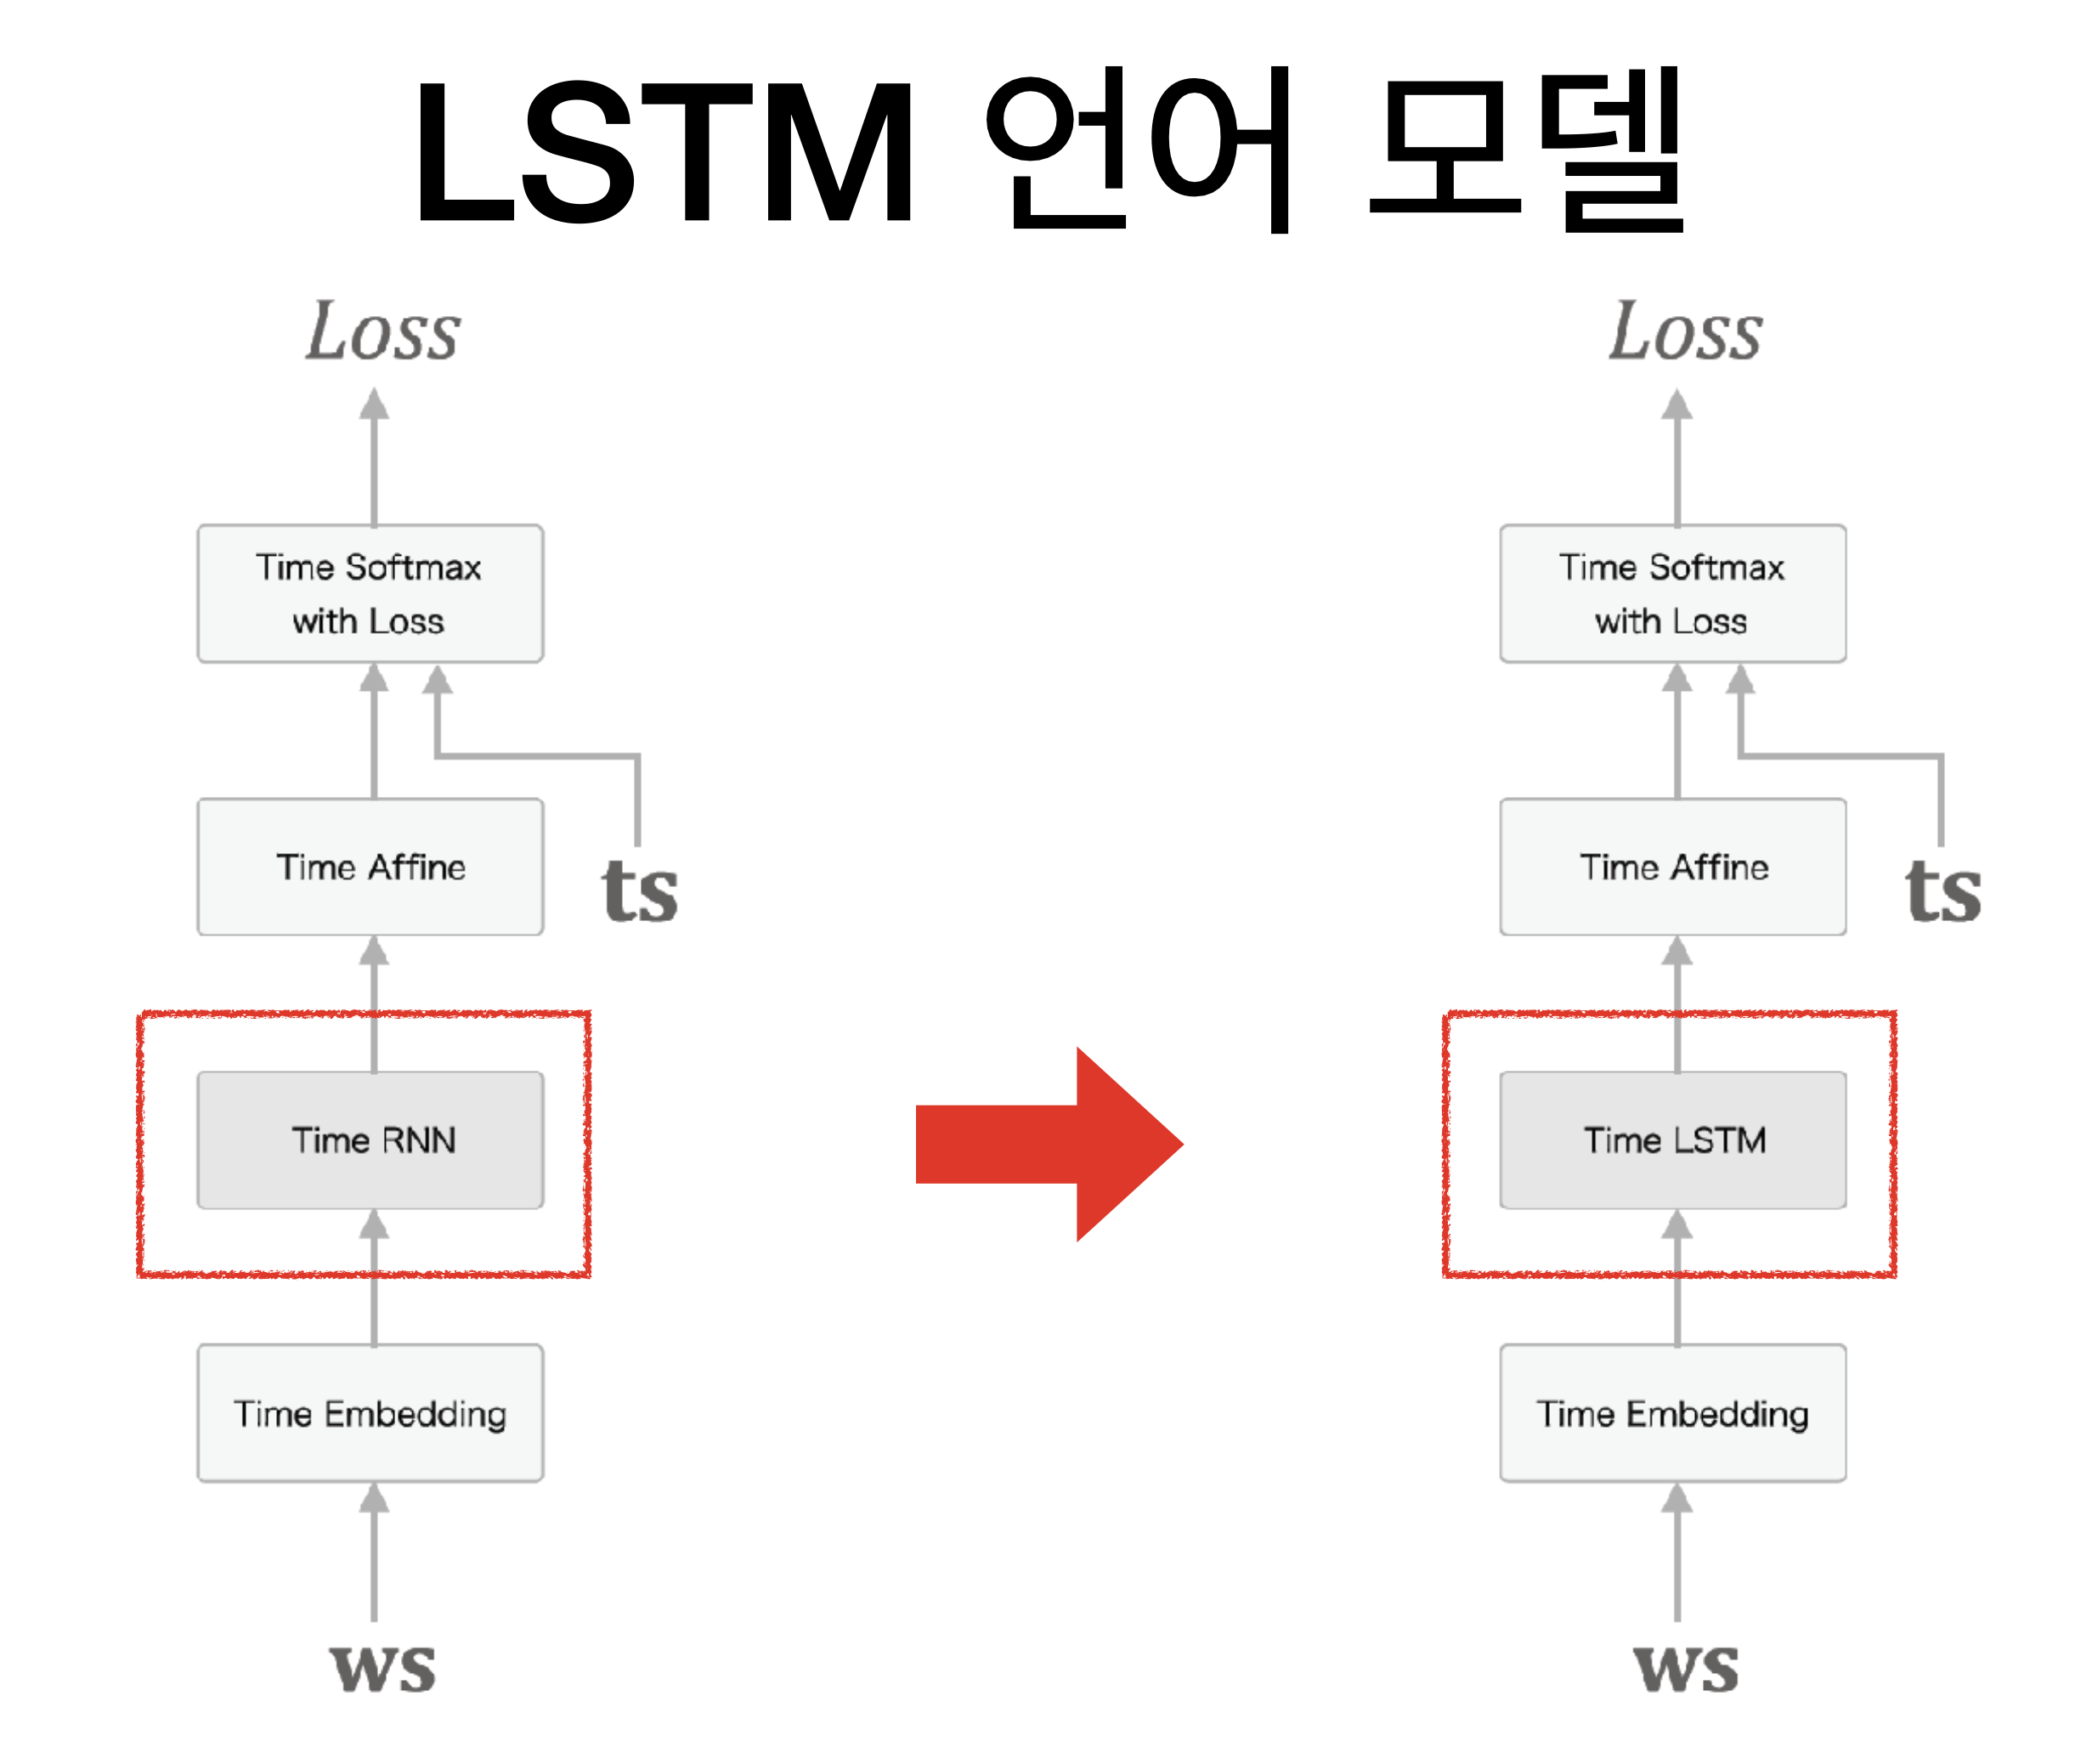 LSTM 언어 모델
Loss
Time Softmax
with Loss
Time Affine
ts
Time RNN
Time Embedding
ws
Loss
Time Softmax
with Loss
Time Affine
ts
Time LSTM
Time Embedding
ws